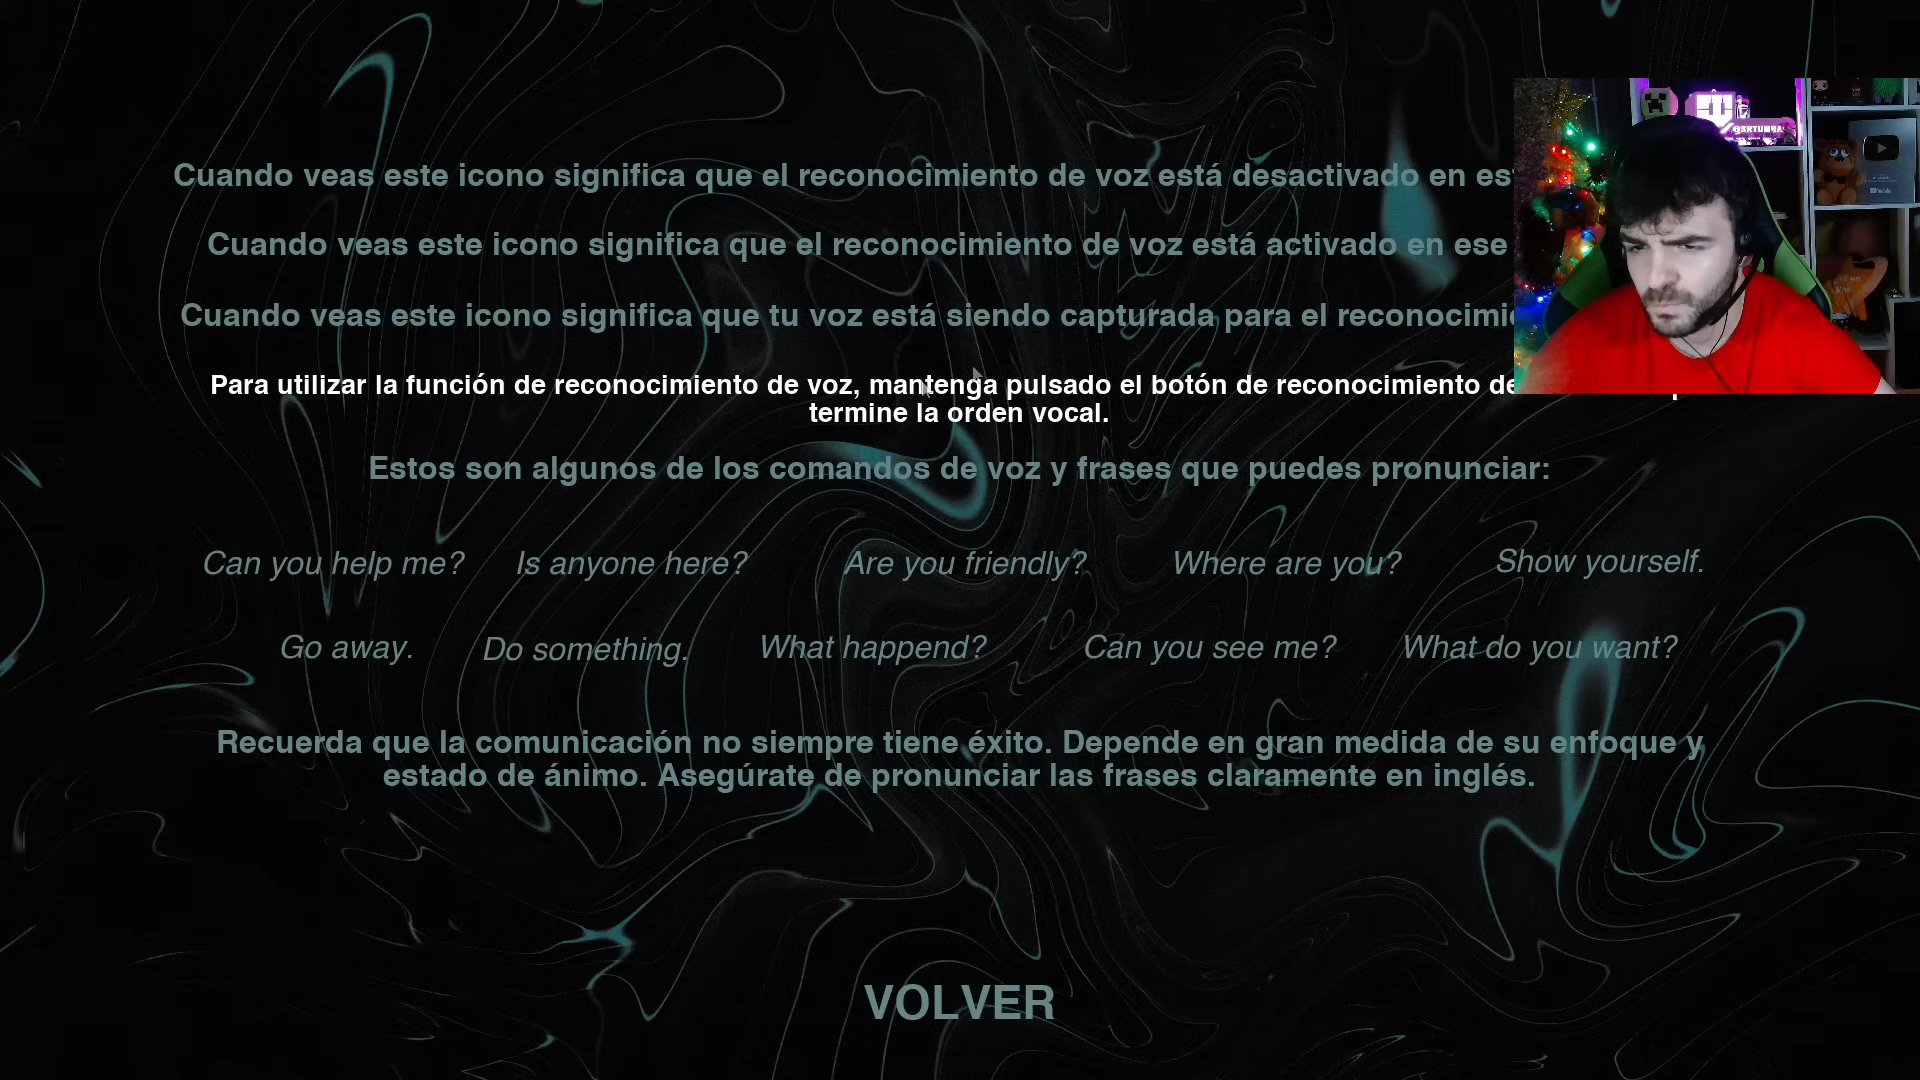 Cuando veas este icono significa que el reconocimiento de voz está desactivado en
Cuando veas este icono significa que el reconocimiento de voz está activado en ese
Cuando veas este icono significa que tu voz está siendo capturada para el
Para utilizar la función de reconocimiento de voz, mantenga pulsado el botón de reconocimiento
termine la orden vocal.
Estos son algunos de los comandos de voz y frases que puedes pronunciar:
Can you help me? Is anyone here? Are you friendly? Where are you? Show yourself.
Go away. Do something. What happend? Can you see me? What do you want?
Recuerda que la comunicación no siempre tiene éxito. Depende en gran medida de su enfoque y
estado de ánimo. Asegúrate de pronunciar las frases claramente en inglés.
VOLVER